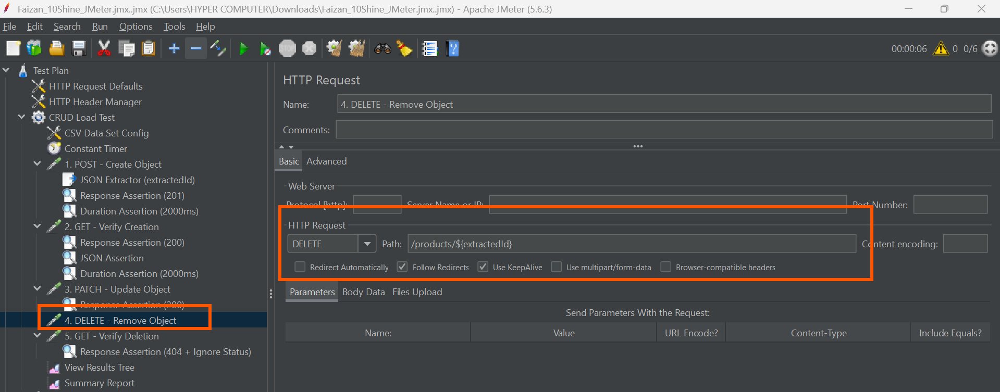 Faizan_10Shine_JMeter.jmx..jmx (C:\Users\HYPER COMPUTER\Downloads\Faizan_10Shine_JMeter.jmx..jmx) - Apache JMeter (5.6.3)
File Edit Search Run Options Tools Help
STOP 00:00:06 0 0/6
Test Plan
HTTP Request Defaults
HTTP Header Manager
CRUD Load Test
CSV Data Set Config
Constant Timer
1. POST - Create Object
JSON Extractor (extractedId)
Response Assertion (201)
Duration Assertion (2000ms)
2. GET - Verify Creation
Response Assertion (200)
JSON Assertion
Duration Assertion (2000ms)
3. PATCH - Update Object
Response Assertion (200)
4. DELETE - Remove Object
5. GET - Verify Deletion
Response Assertion (404 + Ignore Status)
View Results Tree
Summary Report
HTTP Request
Name: 4. DELETE - Remove Object
Comments:
Basic Advanced
Web Server
Protocol [http]: Server Name or IP: Port Number:
HTTP Request
DELETE Path: /products/${extractedId} Content encoding:
Redirect Automatically Follow Redirects Use KeepAlive Use multipart/form-data Browser-compatible headers
Parameters Body Data Files Upload
Send Parameters With the Request:
Name: Value URL Encode? Content-Type Include Equals?